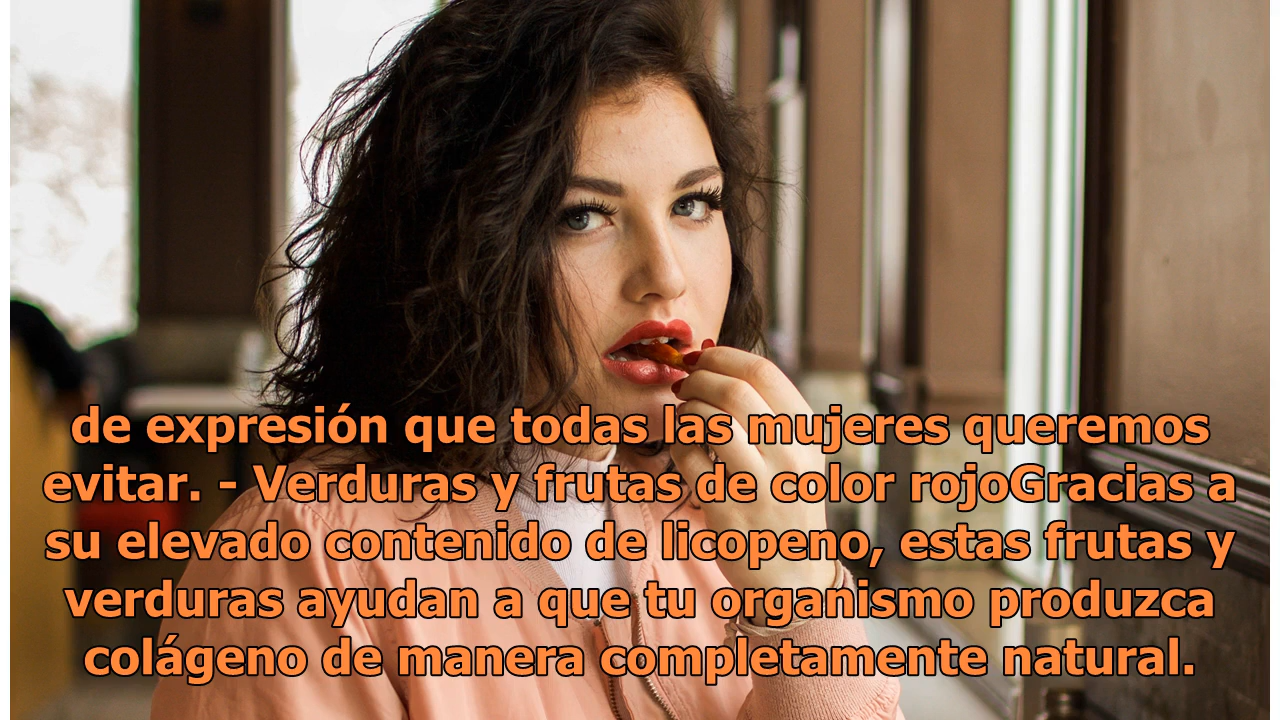 de expresión que todas las mujeres queremos
evitar. - Verduras y frutas de color rojoGracias a
su elevado contenido de licopeno, estas frutas y
verduras ayudan a que tu organismo produzca
colágeno de manera completamente natural.